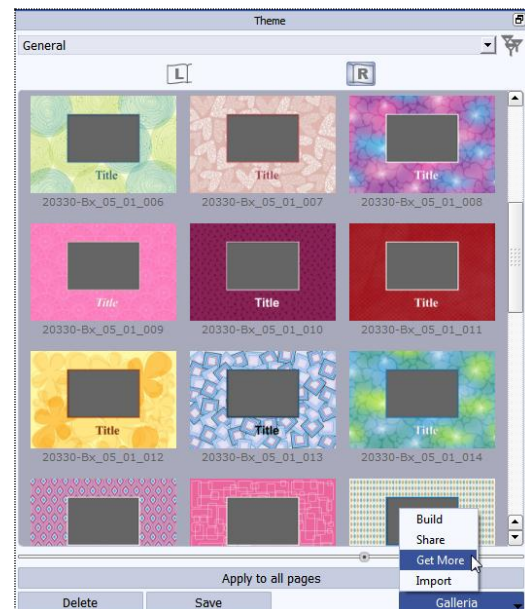 Theme
General
L R
Title Title Title
20330-Bx_05_01_006 20330-Bx_05_01_007 20330-Bx_05_01_008
Title Title Title
20330-Bx_05_01_009 20330-Bx_05_01_010 20330-Bx_05_01_011
Title Title Title
20330-Bx_05_01_012 20330-Bx_05_01_013 20330-Bx_05_01_014
Build
Share
Get More
Import
Apply to all pages
Delete Save Galleria